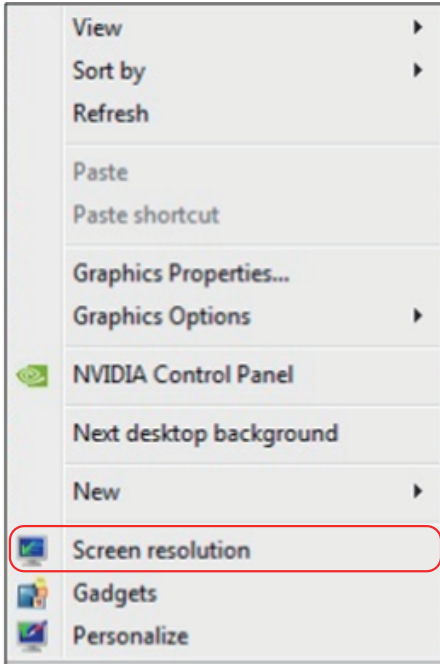 View
Sort by
Refresh
Paste
Paste shortcut
Graphics Properties...
Graphics Options
NVIDIA Control Panel
Next desktop background
New
Screen resolution
Gadgets
Personalize